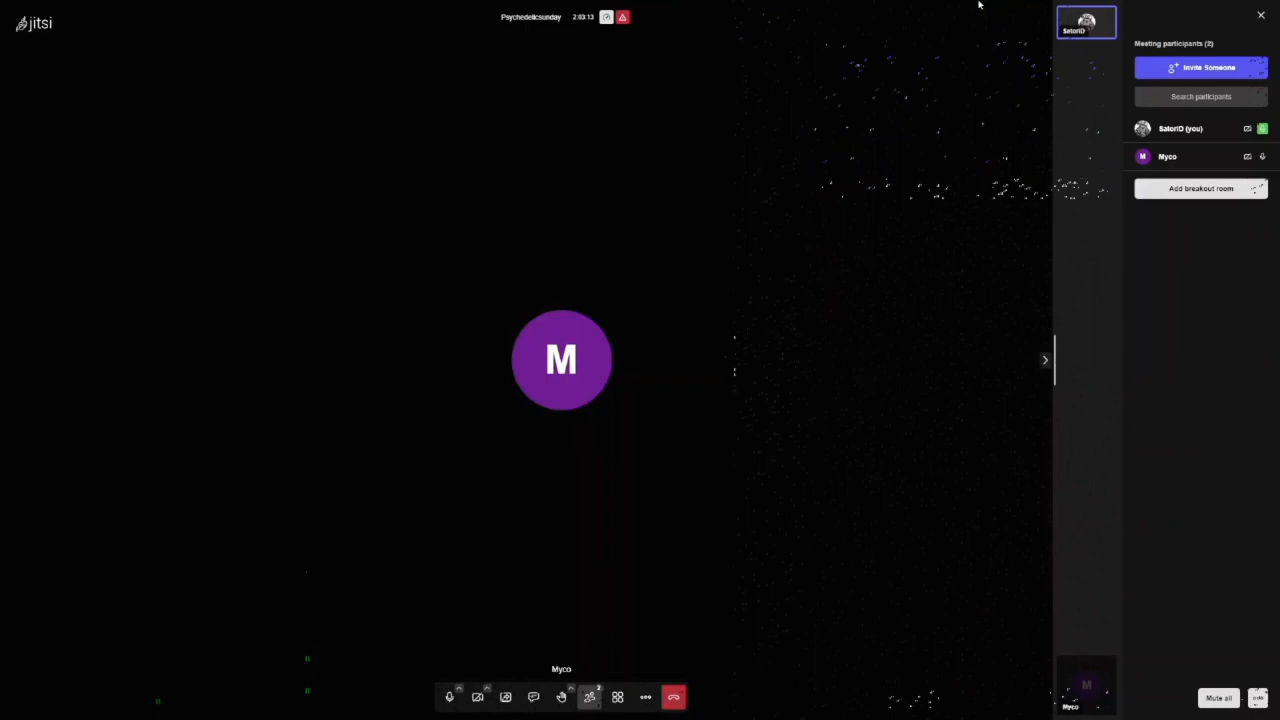 jitsi
Psychedelicsunday 2:03:13
SatoriD
Meeting participants (2)
Invite Someone
Search participants
SatoriD (you)
M Myco
Add breakout room
M
Myco
2
M
Myco
Mute all